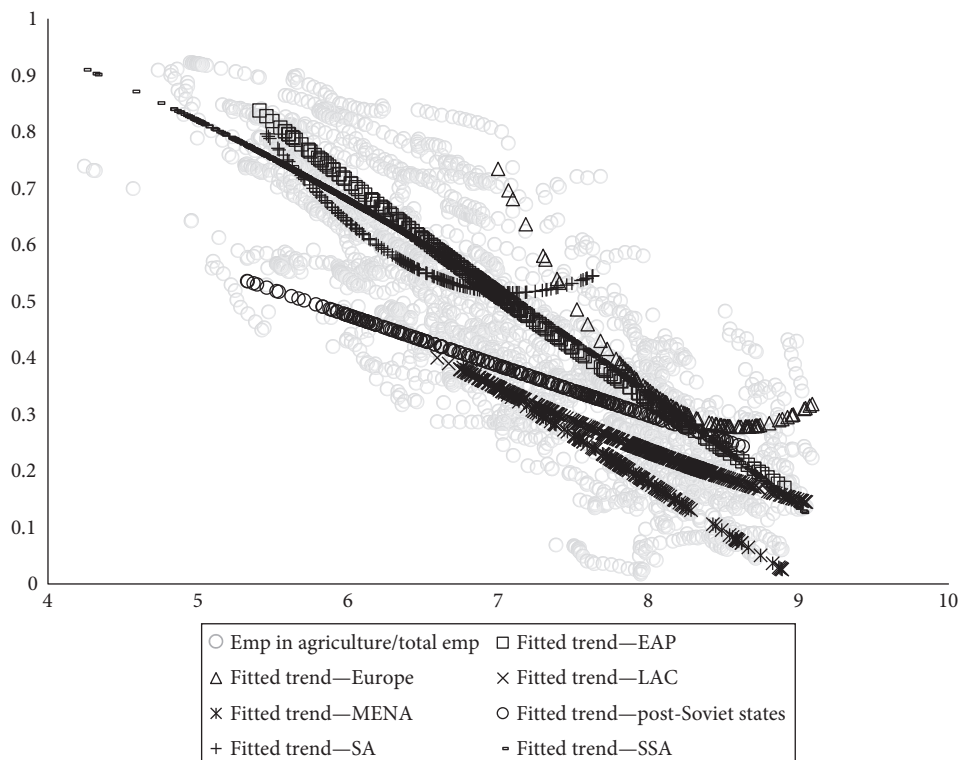 1
0.9
0.8
0.7
0.6
0.5
0.4
0.3
0.2
0.1
0
4 5 6 7 8 9 10
Emp in agriculture/total emp Fitted trend—EAP
Fitted trend—Europe Fitted trend—LAC
Fitted trend—MENA Fitted trend—post-Soviet states
Fitted trend—SA Fitted trend—SSA